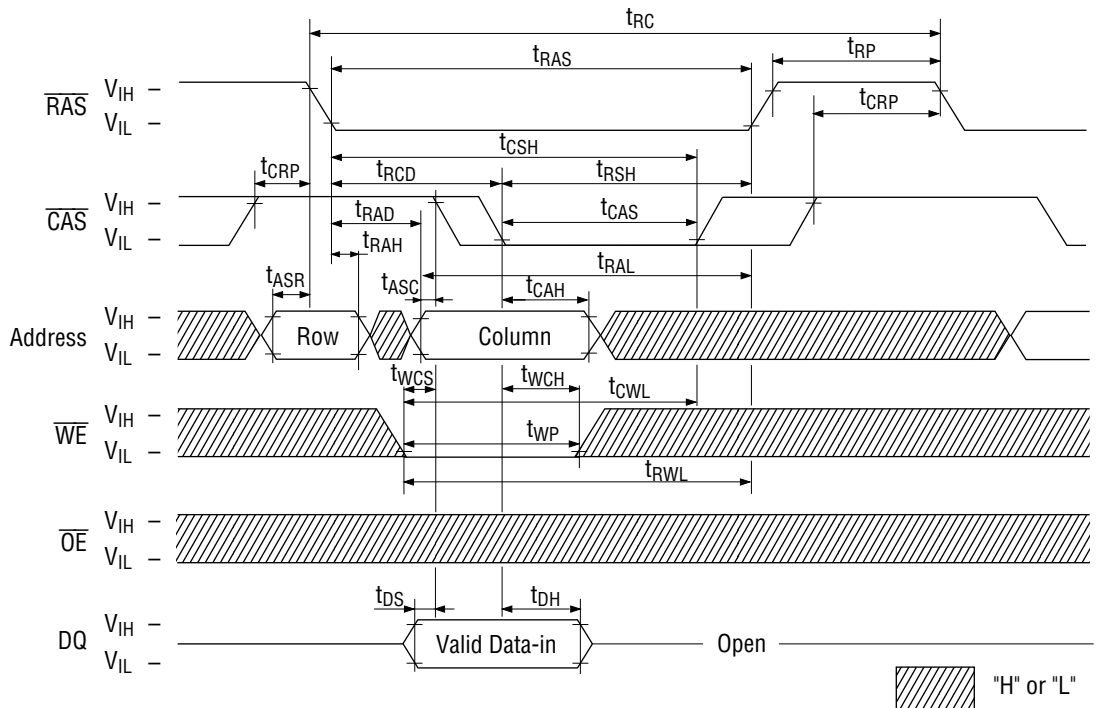 tRC
tRAS
tRP
RAS
VIH –
VIL –
tCRP
tCSH
tCRP
tRCD
tRSH
CAS
VIH –
VIL –
tRAD
tCAS
tRAH
tRAL
tASR
tASC
tCAH
Address
VIH –
VIL –
Row
Column
tWCS
tWCH
tCWL
WE
VIH –
VIL –
tWP
tRWL
OE
VIH –
VIL –
tDS
tDH
DQ
VIH –
VIL –
Valid Data-in
Open
"H" or "L"